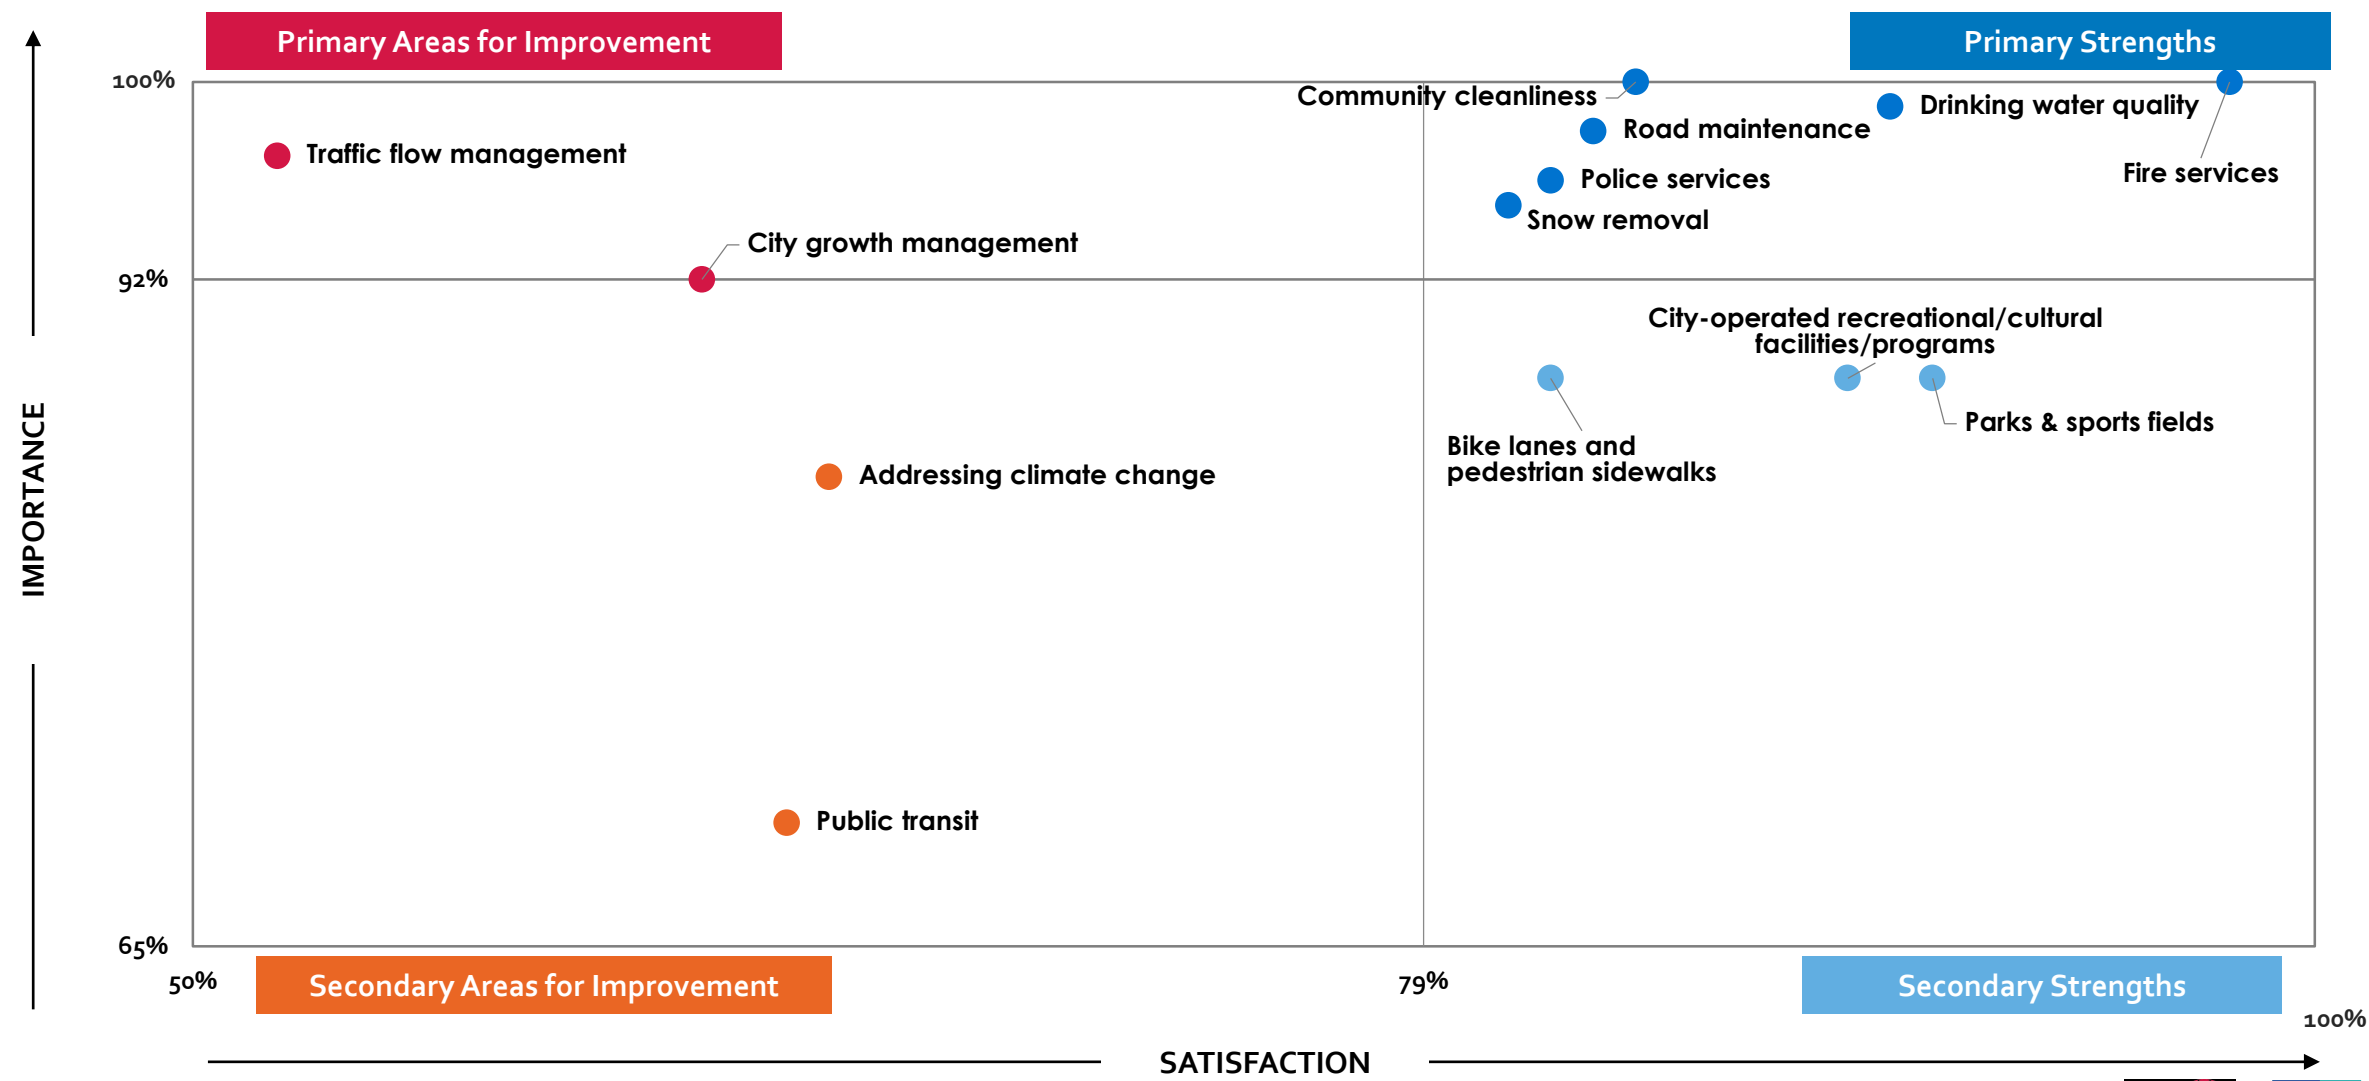 Primary Areas for Improvement
Primary Strengths
100%
Community cleanliness
Drinking water quality
Road maintenance
Traffic flow management
Fire services
Police services
Snow removal
City growth management
92%
City-operated recreational/cultural
facilities/programs
Parks & sports fields
Bike lanes and
pedestrian sidewalks
IMPORTANCE
Addressing climate change
Public transit
65%
50%
Secondary Areas for Improvement
79%
Secondary Strengths
100%
SATISFACTION